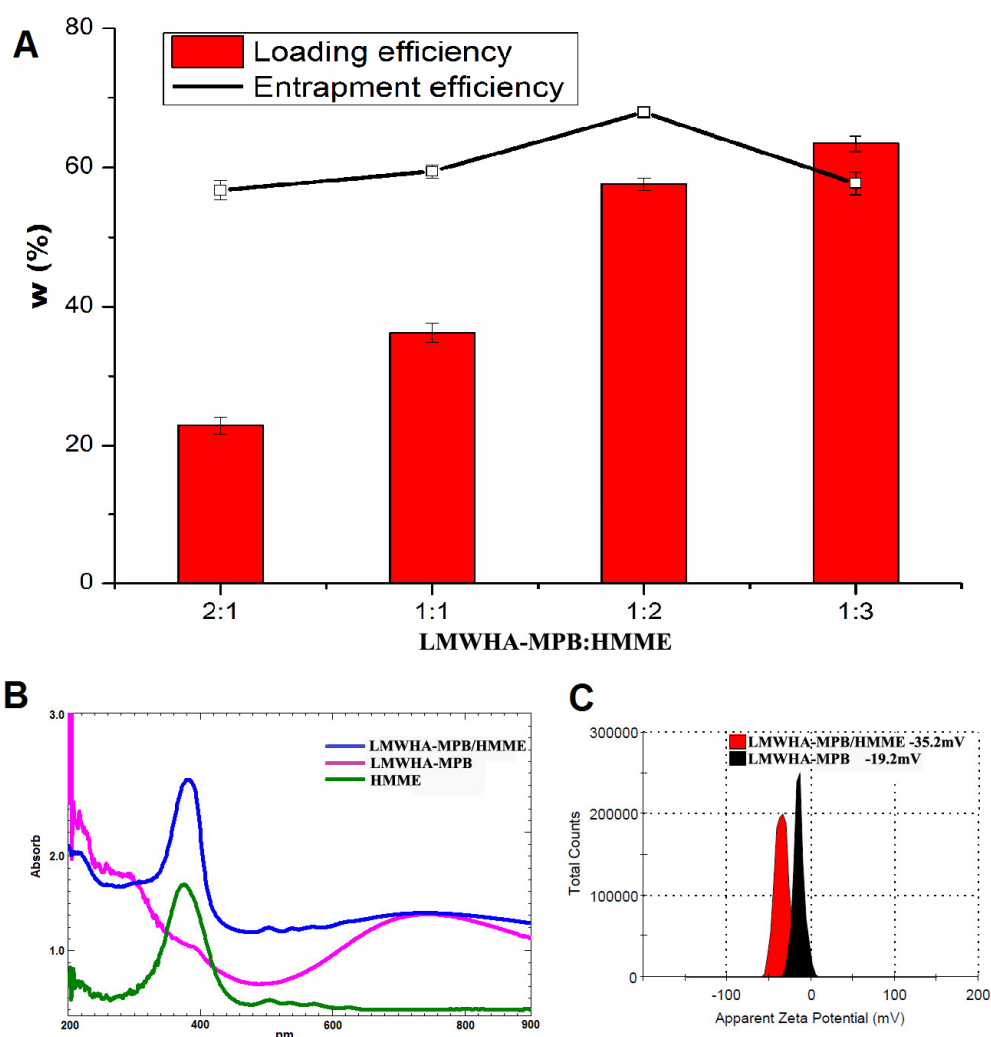 A
80
60
40
20
0
w (%)
Loading efficiency
Entrapment efficiency
2:1 1:1 1:2 1:3
LMWHA-MPB:HMME
B
3.0
2.0
1.0
Absorb
LMWHA-MPB/HMME
LMWHA-MPB
HMME
200 400 600 800 900
nm
C
300000
200000
100000
0
Total Counts
LMWHA-MPB/HMME -35.2mV
LMWHA-MPB -19.2mV
-100 0 100 200
Apparent Zeta Potential (mV)